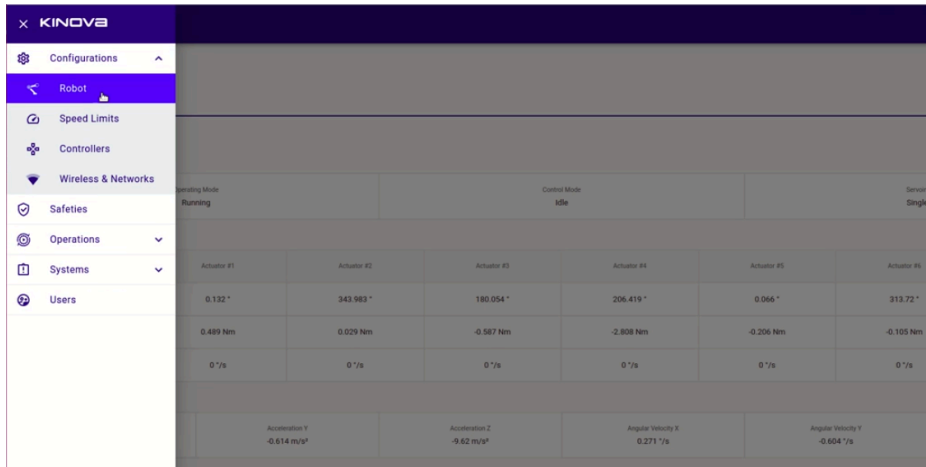 × KINOVA
Configurations
Robot
Speed Limits
Controllers
Wireless & Networks
Safeties
Operations
Systems
Users
Operating Mode Control Mode
Running Idle Single
Actuator #1 Actuator #2 Actuator #3 Actuator #4 Actuator #5 Actuator #6
0.132 ° 343.983 ° 180.054 ° 206.419 ° 0.066 ° 313.72 °
0.489 Nm 0.029 Nm -0.587 Nm -2.808 Nm -0.206 Nm -0.105 Nm
0 °/s 0 °/s 0 °/s 0 °/s 0 °/s 0 °/s
Acceleration Y Acceleration Z Angular Velocity X Angular Velocity Y
-0.614 m/s² -9.62 m/s² 0.271 °/s -0.604 °/s